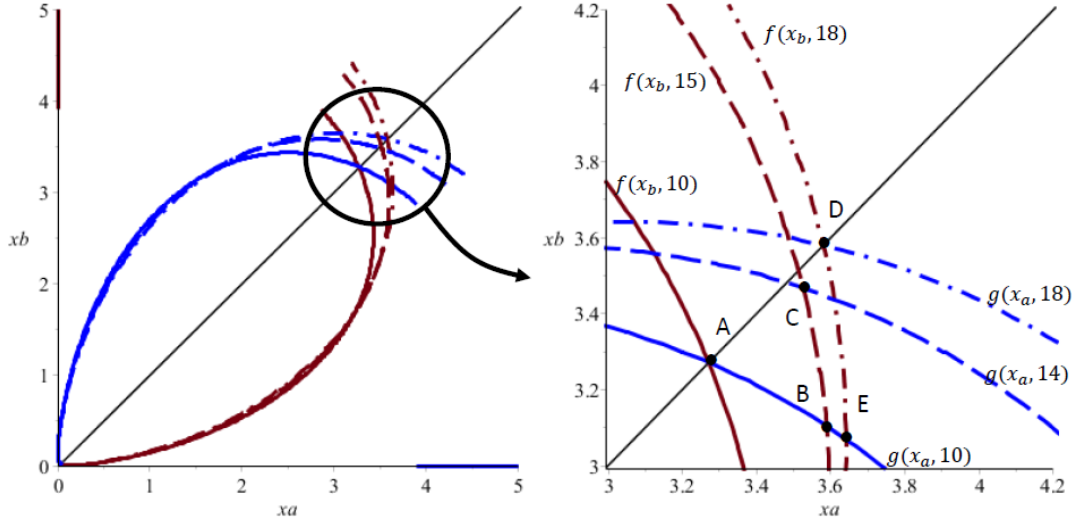 5
4
3
xb
2
1
0
0 1 2 3 4 5
xa
4.2
4
3.8
xb 3.6
3.4
3.2
3
3 3.2 3.4 3.6 3.8 4 4.2
xa
f(x_b, 18)
f(x_b, 15)
f(x_b, 10)
D
g(x_a, 18)
A
C
g(x_a, 14)
B
E
g(x_a, 10)